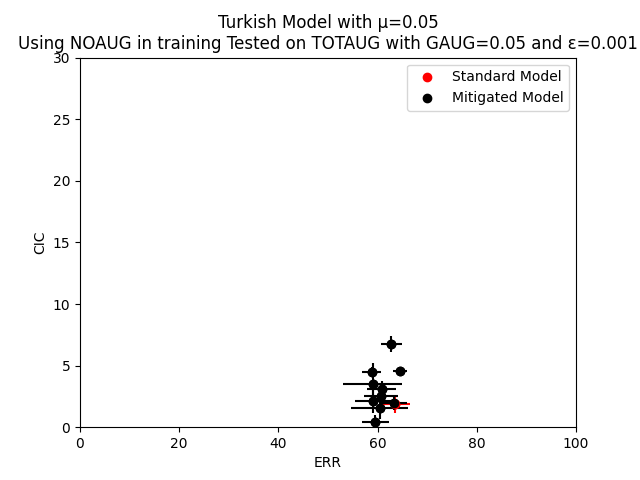 Turkish Model with μ=0.05
Using NOAUG in training Tested on TOTAUG with GAUG=0.05 and ε=0.001
Standard Model
Mitigated Model
30
25
20
15
10
5
0
CIC
0 20 40 60 80 100
ERR